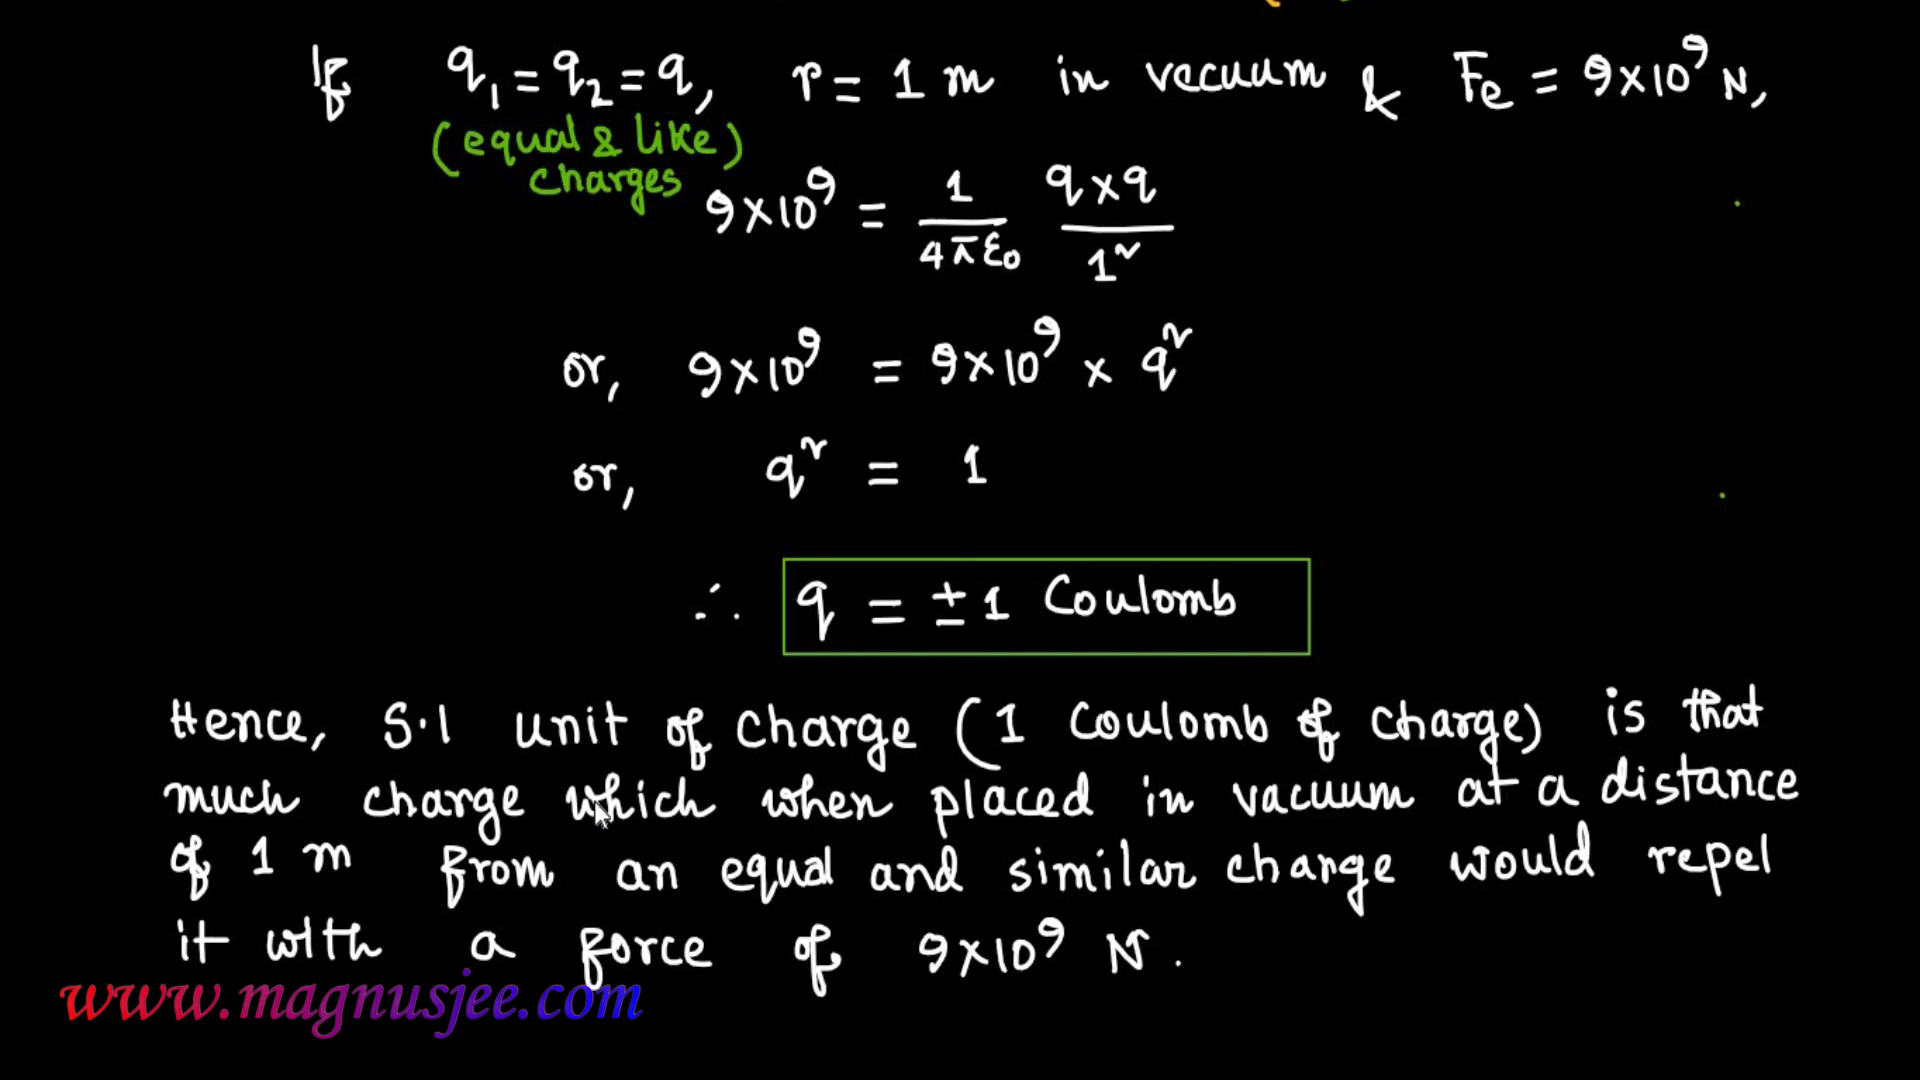 If q₁ = q₂ = q, r = 1 m in vacuum & Fe = 9×10⁹ N,
(equal & like)
charges
9×10⁹ = 1/4πε₀ q×q/1²
or, 9×10⁹ = 9×10⁹ × q²
or, q² = 1
∴ q = ±1 Coulomb
Hence, S.I unit of charge (1 Coulomb of charge) is that
much charge which when placed in vacuum at a distance
of 1 m from an equal and similar charge would repel
it with a force of 9×10⁹ N.
www.magnusjee.com